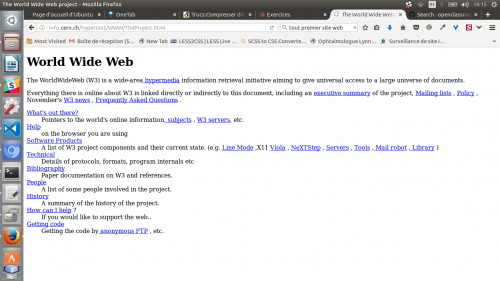 The World Wide Web project - Mozilla Firefox
16:15
Page d'accueil d'Ubuntu OneTab Trucs:Compresser d Exercices The World Wide Web Search · openclassro
info.cern.ch/hypertext/WWW/TheProject.html tout premier site web
Most Visited Boîte de réception (5... New Tab LESS2CSS | LESS Live ... SCSS to CSS Converte... Ophtalmologue Lyon... Surveillance de site I...
World Wide Web
The WorldWideWeb (W3) is a wide-area hypermedia information retrieval initiative aiming to give universal access to a large universe of documents.
Everything there is online about W3 is linked directly or indirectly to this document, including an executive summary of the project, Mailing lists , Policy ,
November's W3 news , Frequently Asked Questions .
What's out there?
Pointers to the world's online information, subjects , W3 servers, etc.
Help
on the browser you are using
Software Products
A list of W3 project components and their current state. (e.g. Line Mode ,X11 Viola , NeXTStep , Servers , Tools , Mail robot , Library )
Technical
Details of protocols, formats, program internals etc
Bibliography
Paper documentation on W3 and references.
People
A list of some people involved in the project.
History
A summary of the history of the project.
How can I help ?
If you would like to support the web..
Getting code
Getting the code by anonymous FTP , etc.